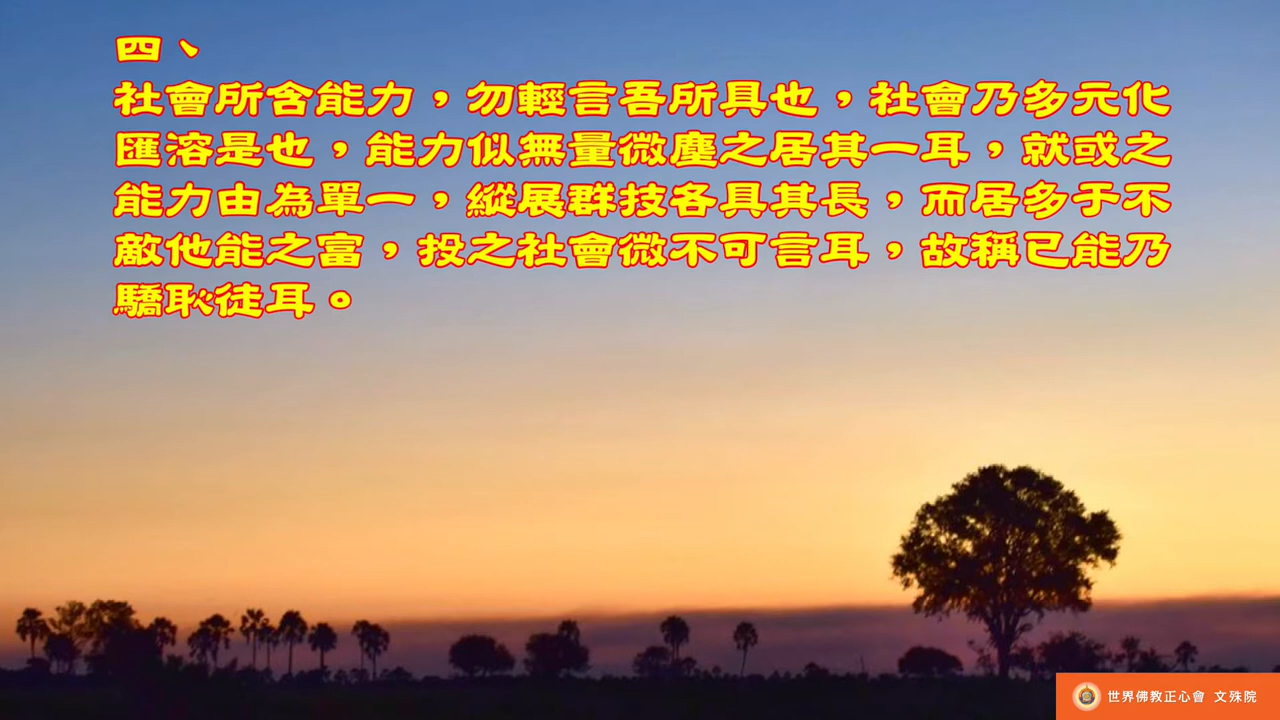 四、
社會所含能力，勿輕言吾所具也，社會乃多元化
匯溶是也，能力似無量微塵之居其一耳，就或之
能力由為單一，縱展群技各具其長，而居多于不
敵他能之富，投之社會微不可言耳，故稱已能乃
驕恥徒耳。
世界佛教正心會 文殊院